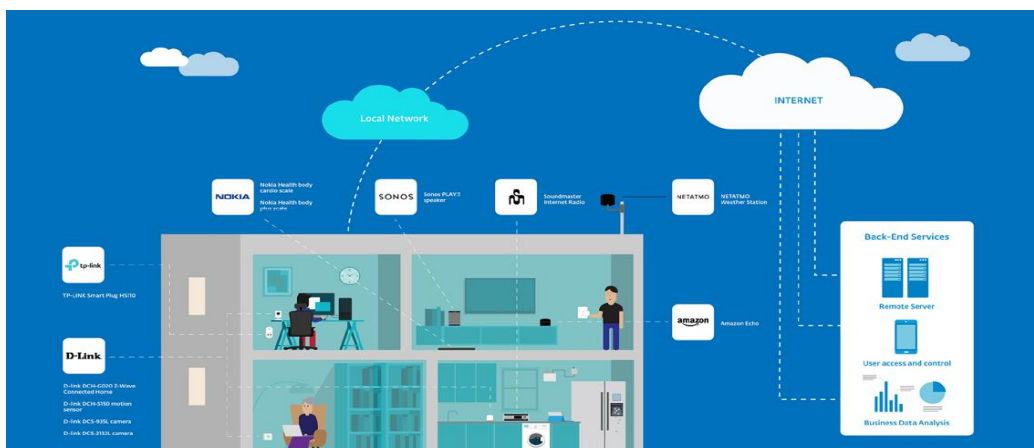 Local Network
INTERNET
NOKIA
Nokia Health body
cardio scale
Nokia Health body
plus scale
SONOS
Sonos PLAY:1
speaker
Soundmaster
Internet Radio
NETATMO
NETATMO
Weather Station
Back-End Services
Remote Server
User access and control
Business Data Analysis
tp-link
TP-LINK Smart Plug HS110
D-Link
D-link DCH-G020 Z-Wave
Connected Home
D-link DCH-S150 motion
sensor
D-link DCS-935L camera
D-link DCS-2132L camera
amazon
Amazon Echo